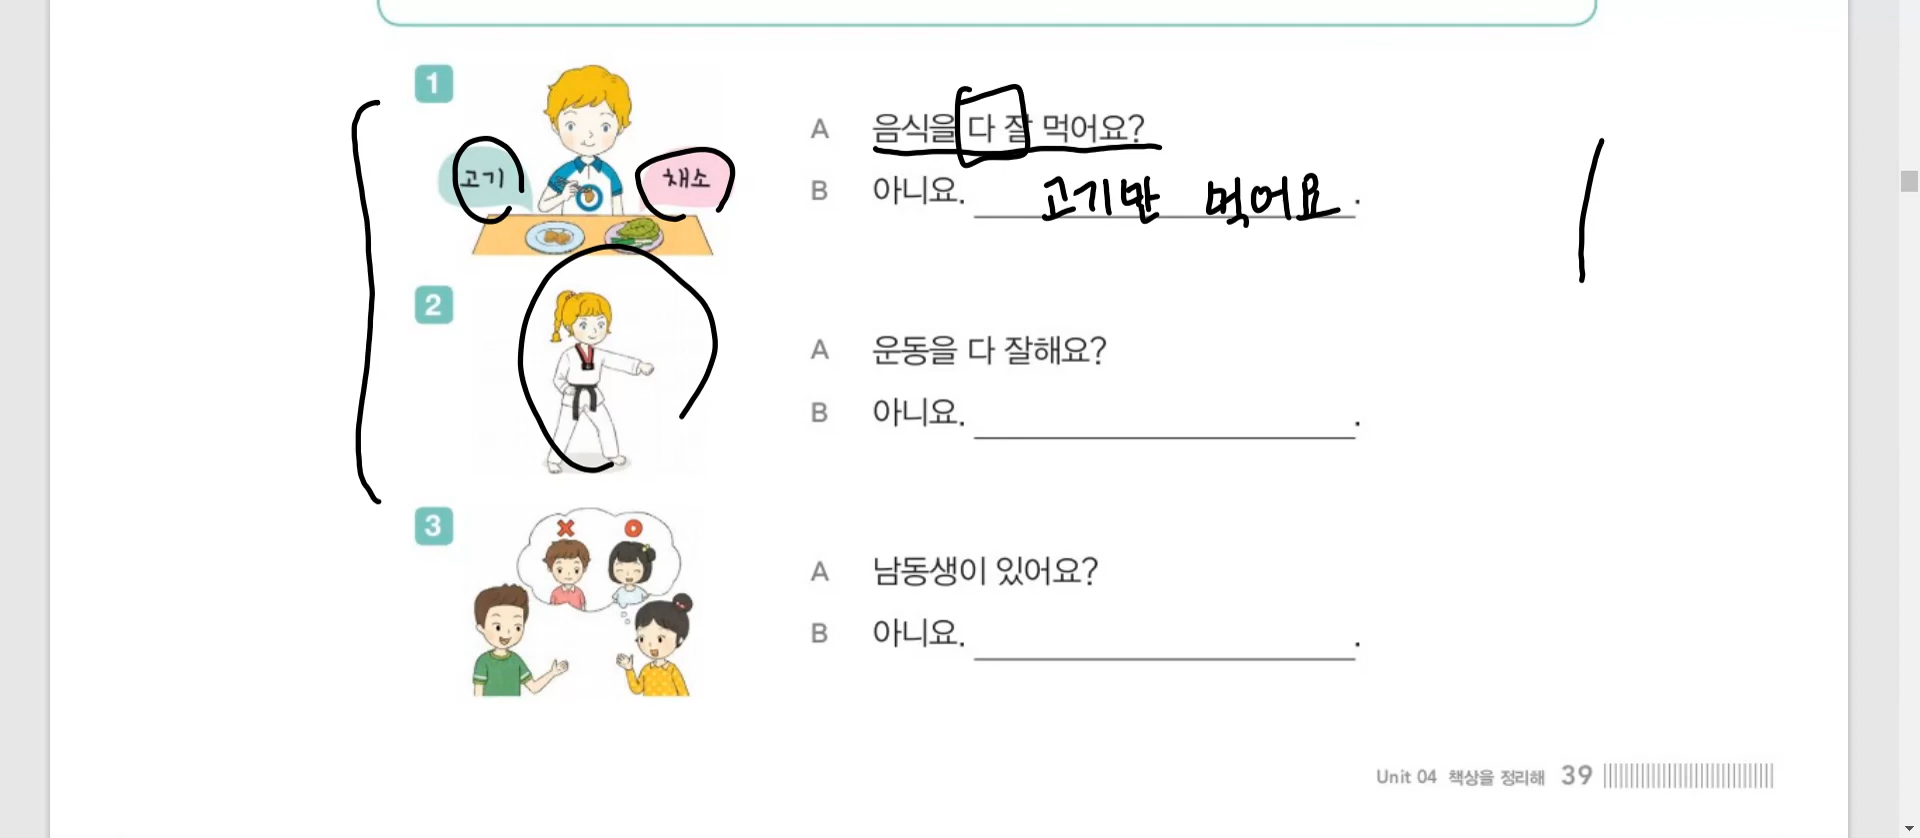 1
고기
채소
A 음식을 다 잘 먹어요?
B 아니요. 고기만 먹어요.
2
A 운동을 다 잘해요?
B 아니요. .
3
A 남동생이 있어요?
B 아니요. .
Unit 04 책상을 정리해 39